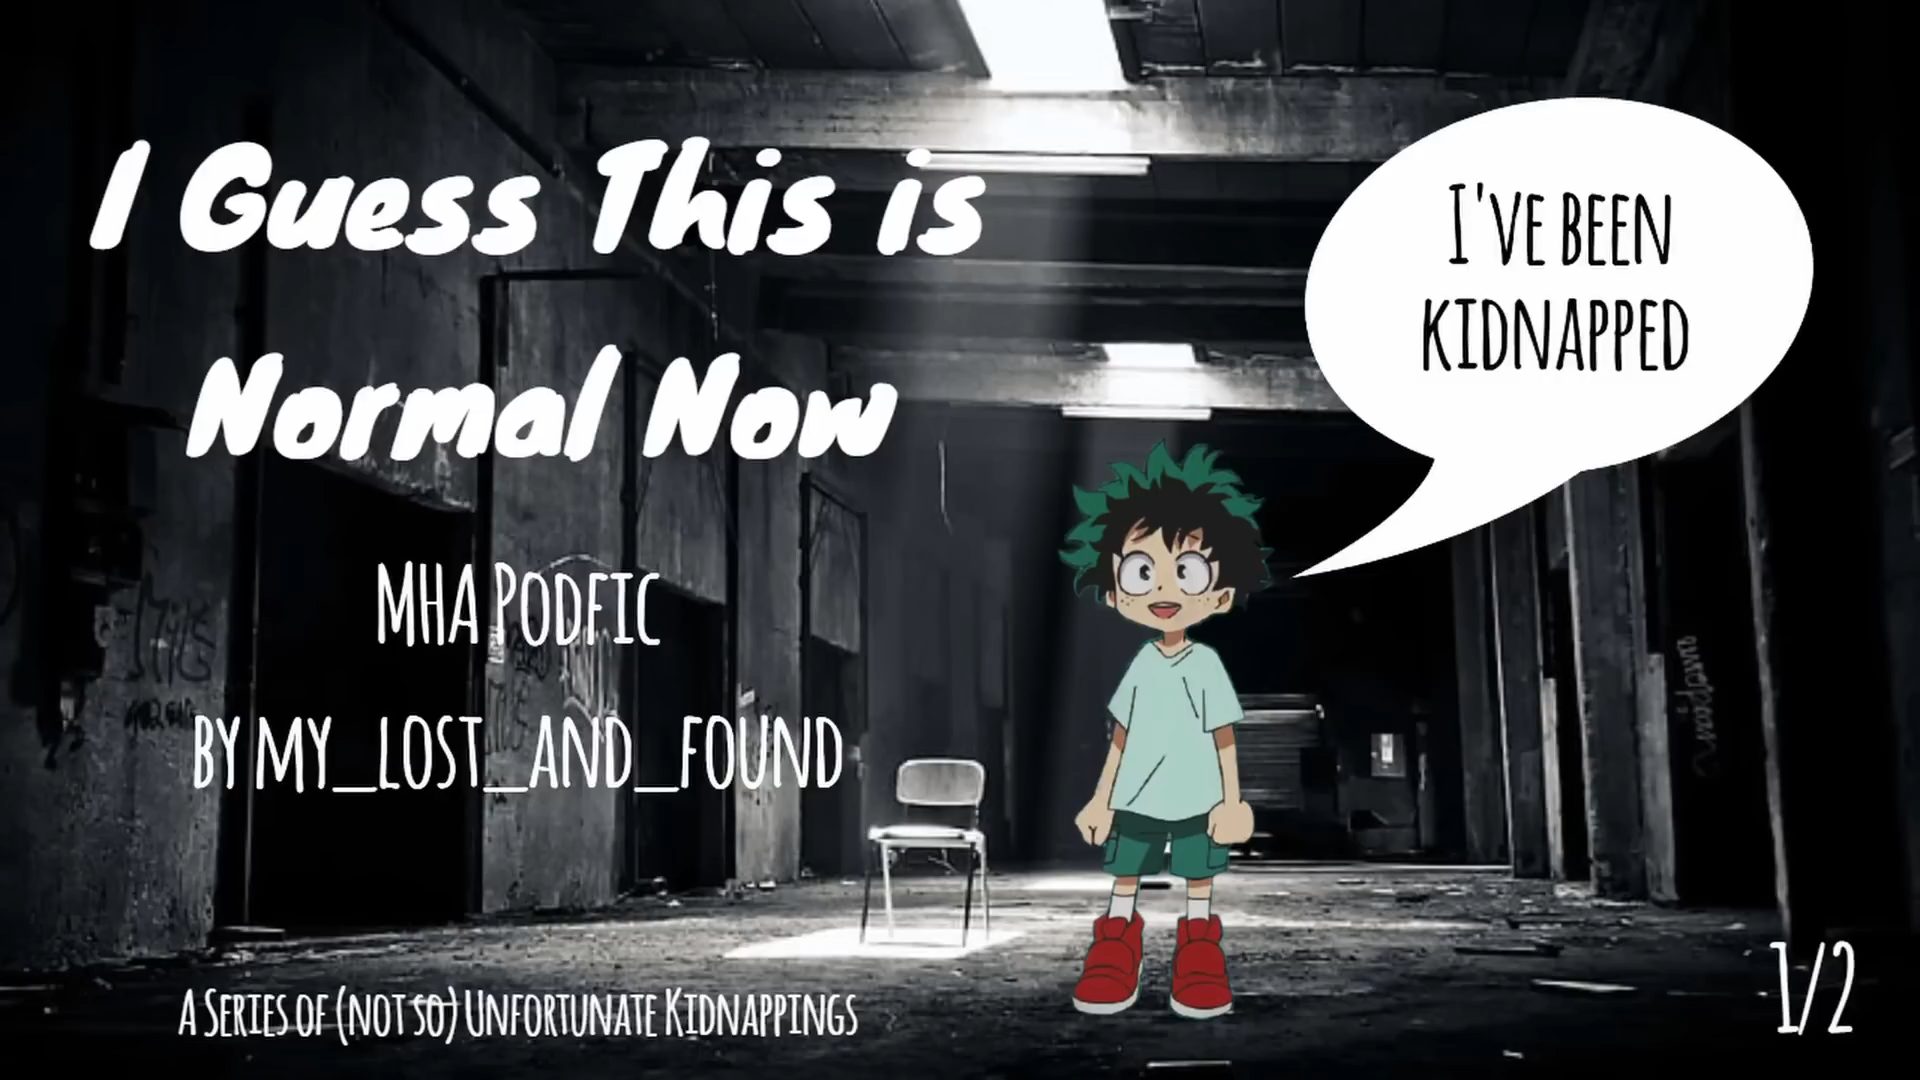 I Guess This is
Normal Now
I'VE BEEN
KIDNAPPED
MHA PODFIC
BY MY_LOST_AND_FOUND
A SERIES OF (NOT SO) UNFORTUNATE KIDNAPPINGS
1/2